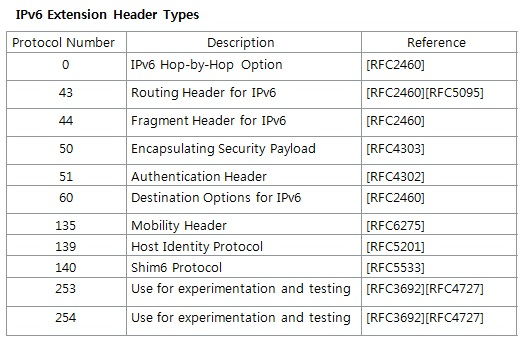 IPv6 Extension Header Types
Protocol Number Description Reference
0 IPv6 Hop-by-Hop Option [RFC2460]
43 Routing Header for IPv6 [RFC2460][RFC5095]
44 Fragment Header for IPv6 [RFC2460]
50 Encapsulating Security Payload [RFC4303]
51 Authentication Header [RFC4302]
60 Destination Options for IPv6 [RFC2460]
135 Mobility Header [RFC6275]
139 Host Identity Protocol [RFC5201]
140 Shim6 Protocol [RFC5533]
253 Use for experimentation and testing [RFC3692][RFC4727]
254 Use for experimentation and testing [RFC3692][RFC4727]